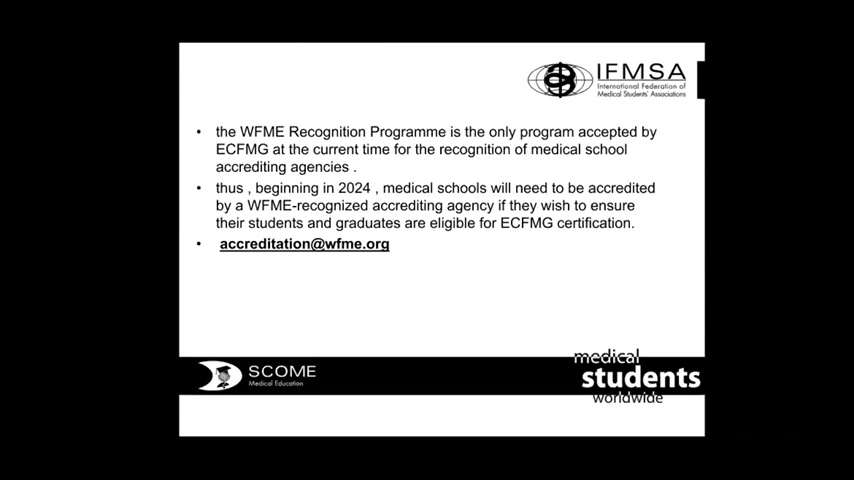 IFMSA
International Federation of
Medical Students' Associations
• the WFME Recognition Programme is the only program accepted by
ECFMG at the current time for the recognition of medical school
accrediting agencies .
• thus , beginning in 2024 , medical schools will need to be accredited
by a WFME-recognized accrediting agency if they wish to ensure
their students and graduates are eligible for ECFMG certification.
• accreditation@wfme.org
SCOME
Medical Education
medical
students
worldwide